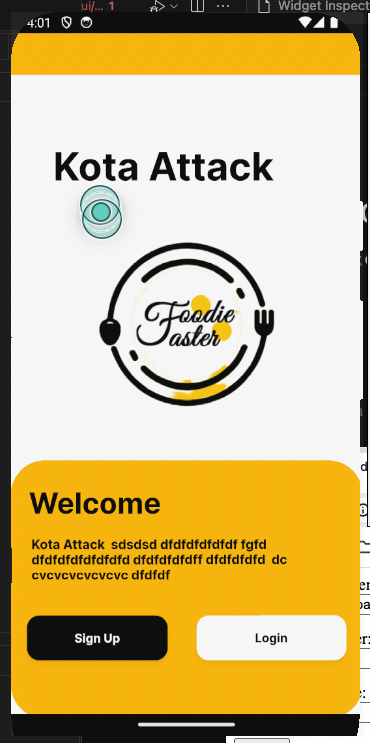 ui/... 1
Widget Inspect
4:01
Kota Attack
Foodie
Taster
Welcome
Kota Attack sdsdsd dfdfdfdfdfdf fgfd
dfdfdfdfdfdfdfd dfdfdfdfdff dfdfdfdfd dc
cvcvcvcvcvcvc dfdfdf
Sign Up
Login